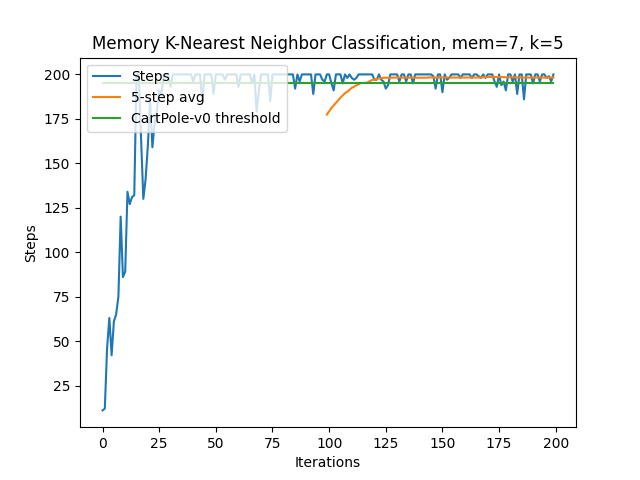 Memory K-Nearest Neighbor Classification, mem=7, k=5
Steps
5-step avg
CartPole-v0 threshold
Steps
200
175
150
125
100
75
50
25
0 25 50 75 100 125 150 175 200
Iterations